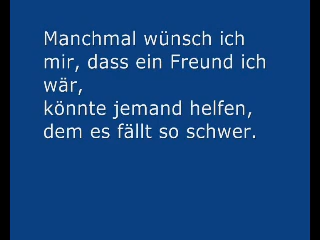 Manchmal wünsch ich
mir, dass ein Freund ich
wär,
könnte jemand helfen,
dem es fällt so schwer.